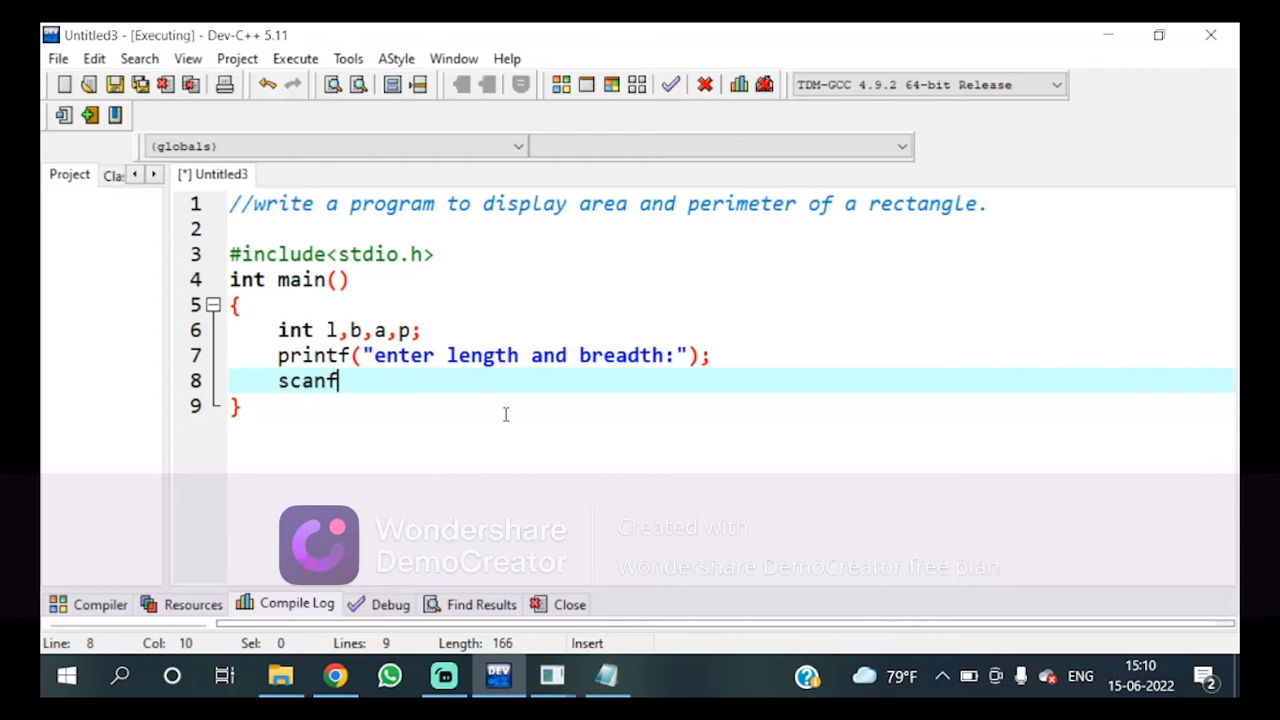 Untitled3 - [Executing] - Dev-C++ 5.11
File Edit Search View Project Execute Tools AStyle Window Help
TDM-GCC 4.9.2 64-bit Release
(globals)
Project Cla [*] Untitled3
1 //write a program to display area and perimeter of a rectangle.
2
3 #include<stdio.h>
4 int main()
5 {
6 int l,b,a,p;
7 printf("enter length and breadth:");
8 scanf
9 }
Wondershare DemoCreator
Created with
Wondershare DemoCreator free plan
Compiler Resources Compile Log Debug Find Results Close
Line: 8 Col: 10 Sel: 0 Lines: 9 Length: 166 Insert
DEV 79°F ENG 15:10
15-06-2022 2